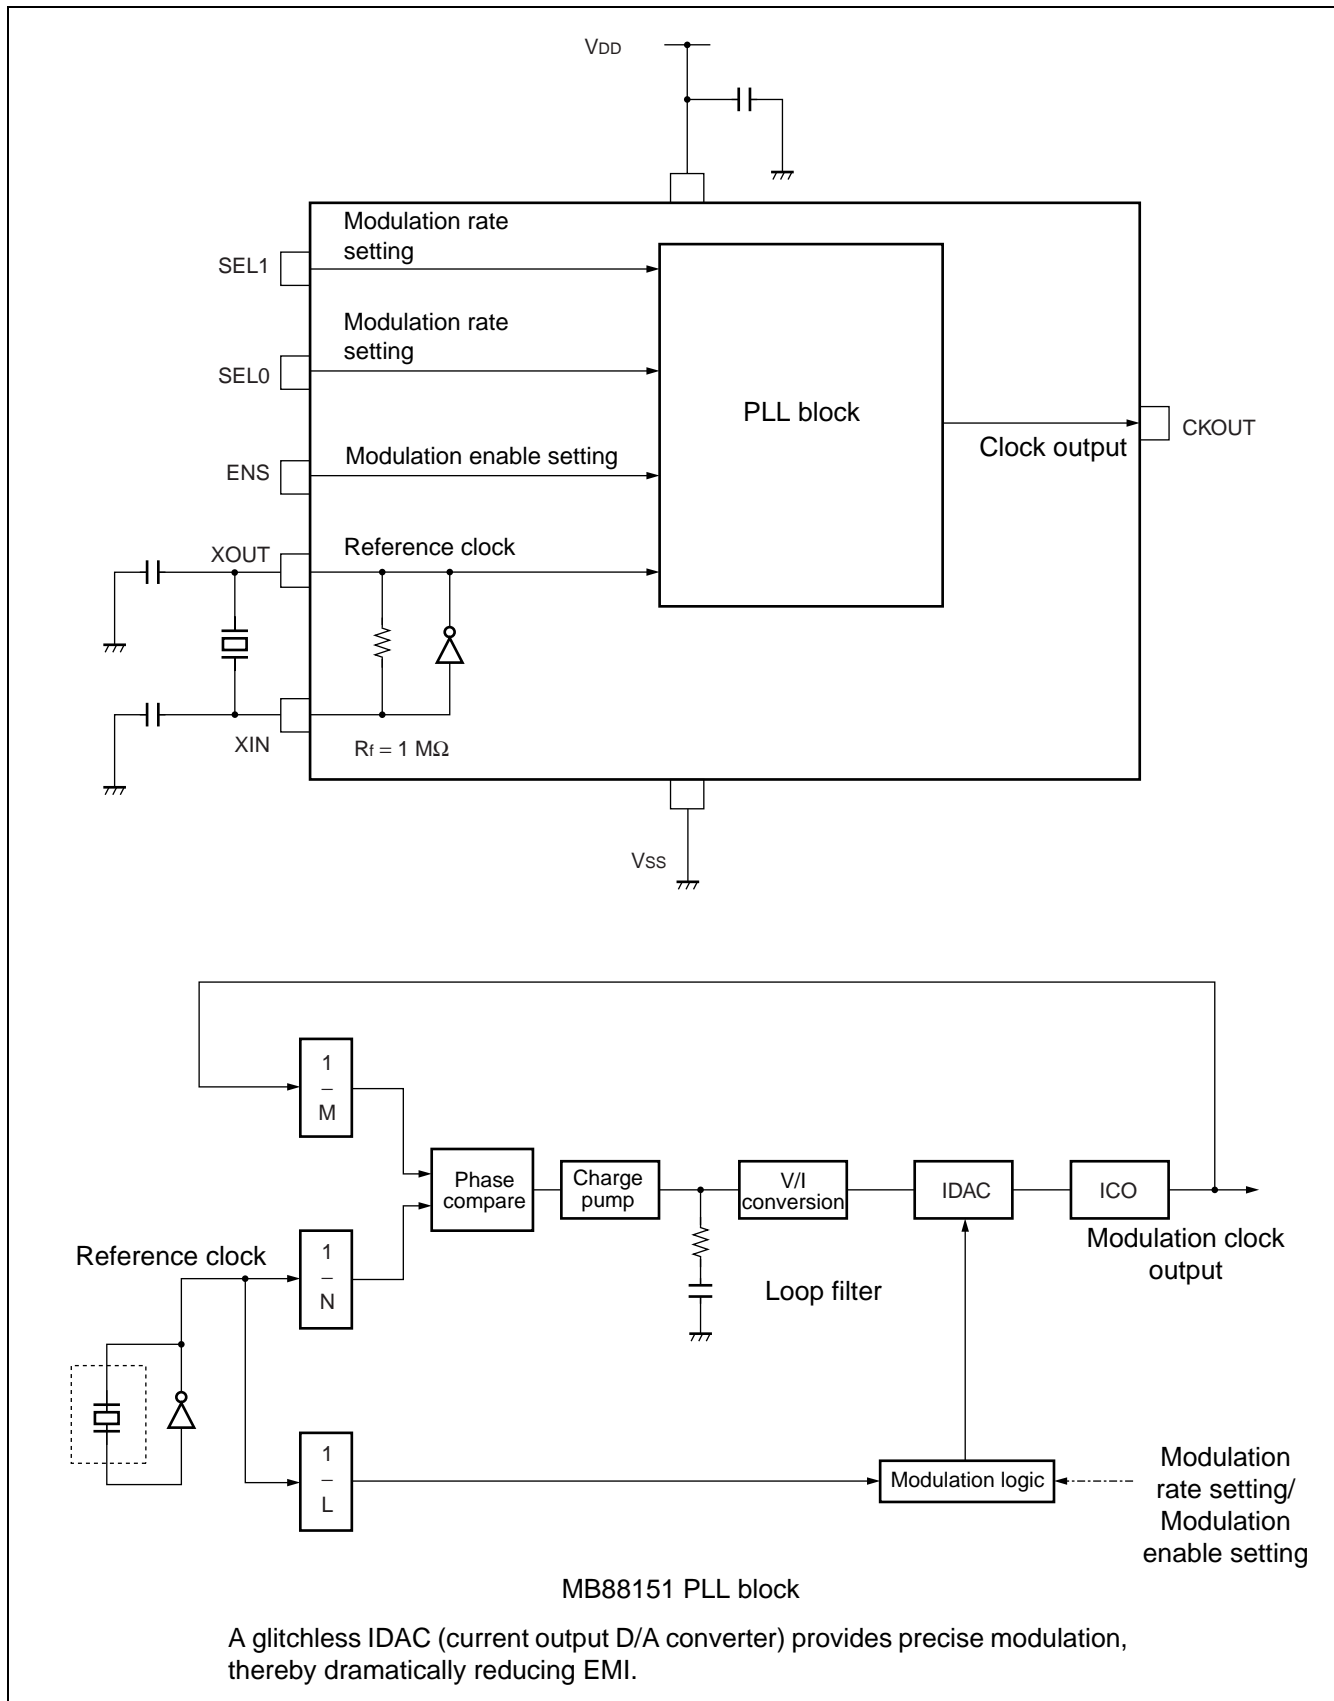 VDD
Modulation rate
setting
SEL1
Modulation rate
setting
SEL0
PLL block
CKOUT
Clock output
Modulation enable setting
ENS
Reference clock
XOUT
XIN
Rf = 1 MΩ
VSS
1
M
Phase
compare
Charge
pump
V/I
conversion
IDAC
ICO
Modulation clock
output
Reference clock
1
N
Loop filter
1
L
Modulation logic
Modulation
rate setting/
Modulation
enable setting
MB88151 PLL block
A glitchless IDAC (current output D/A converter) provides precise modulation,
thereby dramatically reducing EMI.